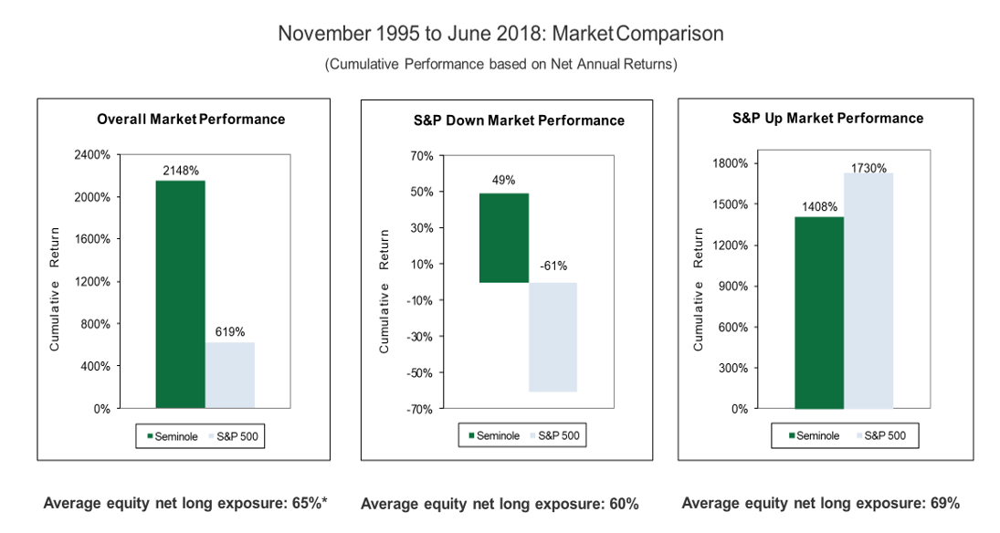 November 1995 to June 2018: Market Comparison
(Cumulative Performance based on Net Annual Returns)
Overall Market Performance
2400%
2000%
1600%
1200%
800%
400%
0%
Cumulative Return
2148%
619%
Seminole S&P 500
Average equity net long exposure: 65%*
S&P Down Market Performance
70%
50%
30%
10%
-10%
-30%
-50%
-70%
Cumulative Return
49%
-61%
Seminole S&P 500
Average equity net long exposure: 60%
S&P Up Market Performance
1800%
1500%
1200%
900%
600%
300%
0%
Cumulative Return
1730%
1408%
Seminole S&P 500
Average equity net long exposure: 69%